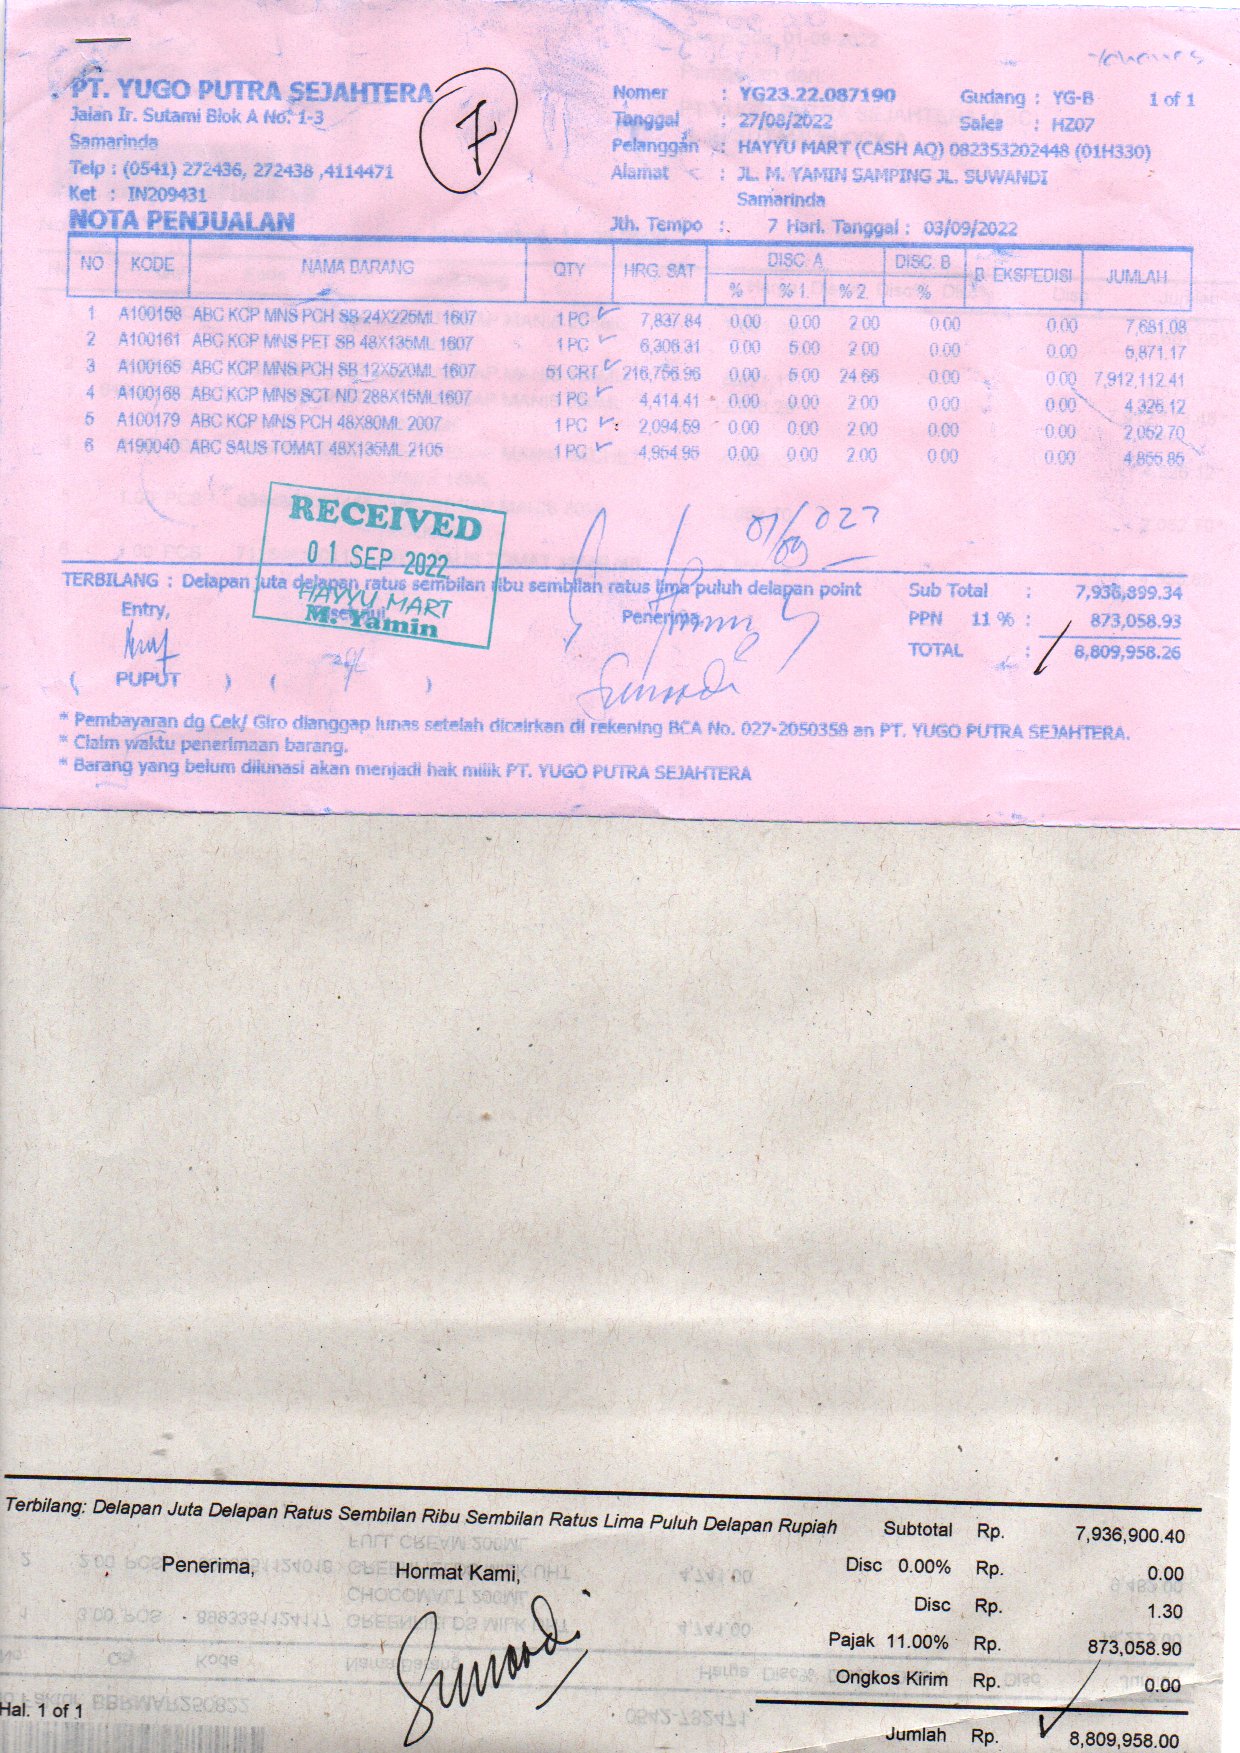 PT. YUGO PUTRA SEJAHTERA
Jalan Ir. Sutami Blok A No. 1-3
Samarinda
Telp : (0541) 272436, 272438 ,4114471
Ket : IN209431
NOTA PENJUALAN
7
Nomer : YG23.22.087190 Gudang : YG-B 1 of 1
Tanggal : 27/08/2022 Sales : HZ07
Pelanggan : HAYYU MART (CASH AQ) 082353202448 (01H330)
Alamat : JL. M. YAMIN SAMPING JL. SUWANDI
Samarinda
Jth. Tempo : 7 Hari. Tanggal : 03/09/2022
NO KODE NAMA BARANG QTY HRG. SAT DISC. A DISC. B B. EKSPEDISI JUMLAH
% % 1. % 2. %
1 A100158 ABC KCP MNS PCH SB 24X225ML 1607 1 PC 7,837.84 0.00 0.00 2.00 0.00 0.00 7,681.08
2 A100161 ABC KCP MNS PET SB 48X135ML 1607 1 PC 6,306.31 0.00 5.00 2.00 0.00 0.00 5,871.17
3 A100165 ABC KCP MNS PCH SB 12X520ML 1607 51 CRT 216,756.96 0.00 5.00 24.66 0.00 0.00 7,912,112.41
4 A100168 ABC KCP MNS SCT ND 288X15ML 1607 1 PC 4,414.41 0.00 0.00 2.00 0.00 0.00 4,326.12
5 A100179 ABC KCP MNS PCH 48X80ML 2007 1 PC 2,094.59 0.00 0.00 2.00 0.00 0.00 2,052.70
6 A190040 ABC SAUS TOMAT 48X135ML 2105 1 PC 4,954.95 0.00 0.00 2.00 0.00 0.00 4,855.85
RECEIVED
01 SEP 2022
HAYYU MART
M. Yamin
01/09 022
TERBILANG : Delapan juta delapan ratus sembilan ribu sembilan ratus lima puluh delapan point
Sub Total : 7,936,899.34
PPN 11 % : 873,058.93
TOTAL : 8,809,958.26
Entry, Penerima,
( PUPUT ) ( )
* Pembayaran dg Cek/ Giro dianggap lunas setelah dicairkan di rekening BCA No. 027-2050358 an PT. YUGO PUTRA SEJAHTERA.
* Claim waktu penerimaan barang.
* Barang yang belum dilunasi akan menjadi hak milik PT. YUGO PUTRA SEJAHTERA
Terbilang: Delapan Juta Delapan Ratus Sembilan Ribu Sembilan Ratus Lima Puluh Delapan Rupiah
Subtotal Rp. 7,936,900.40
Penerima, Hormat Kami,
Disc 0.00% Rp. 0.00
Disc Rp. 1.30
Pajak 11.00% Rp. 873,058.90
Ongkos Kirim Rp. 0.00
Hal. 1 of 1
Jumlah Rp. 8,809,958.00